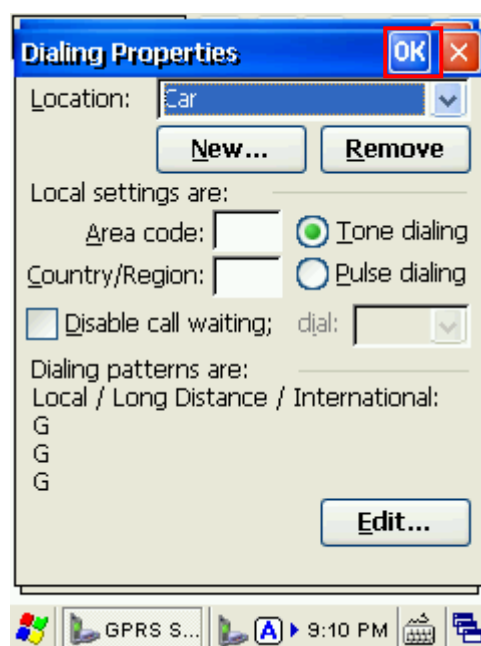 Dialing Properties OK
Location: Car
New... Remove
Local settings are:
Area code: Tone dialing
Country/Region: Pulse dialing
Disable call waiting; dial:
Dialing patterns are:
Local / Long Distance / International:
G
G
G
Edit...
GPRS S... A 9:10 PM